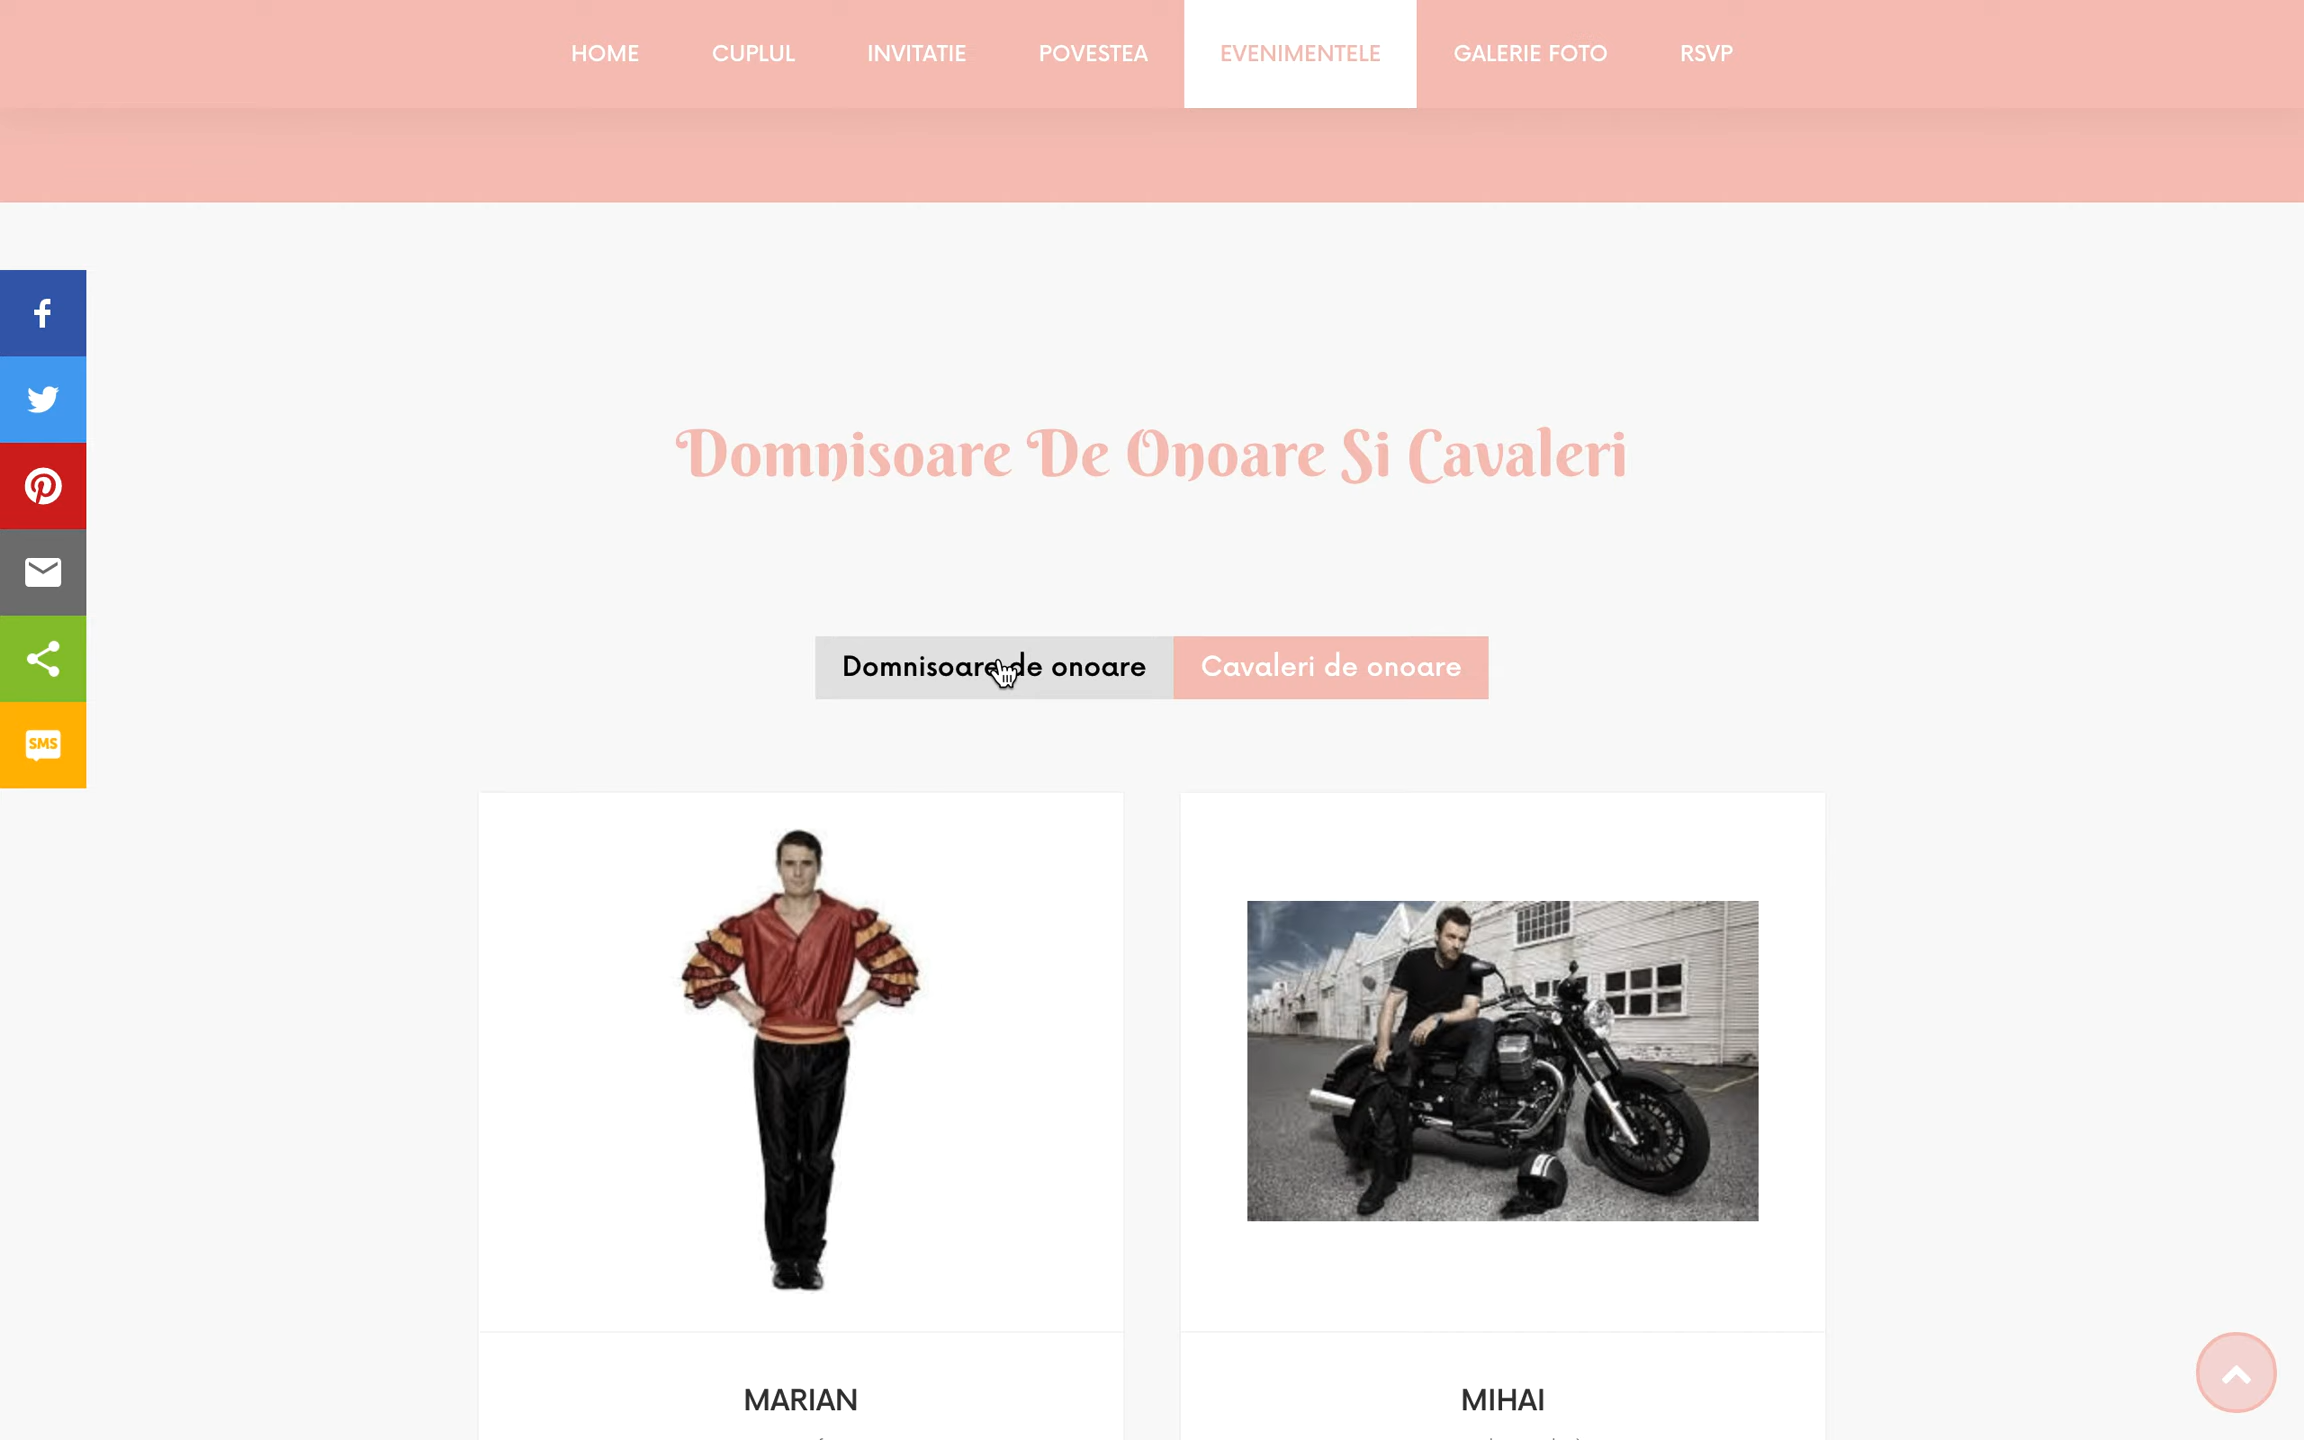 HOME CUPLUL INVITATIE POVESTEA EVENIMENTELE GALERIE FOTO RSVP
Domnisoare De Onoare Si Cavaleri
Domnisoare de onoare Cavaleri de onoare
SMS
MARIAN MIHAI